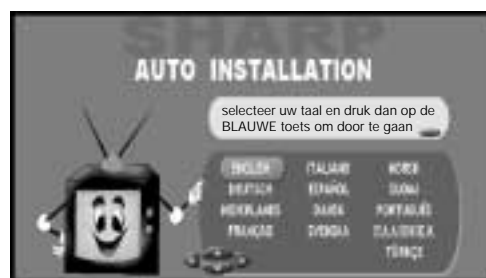 SHARP
AUTO INSTALLATION
selecteer uw taal en druk dan op de
BLAUWE toets om door te gaan
ENGLISH ITALIANO NORSK
DEUTSCH ESPAÑOL SUOMI
NEDERLANDS DANSK PORTUGUÊS
FRANÇAIS SVENSKA ΕΛΛΗΝΙΚΑ
TÜRKÇE